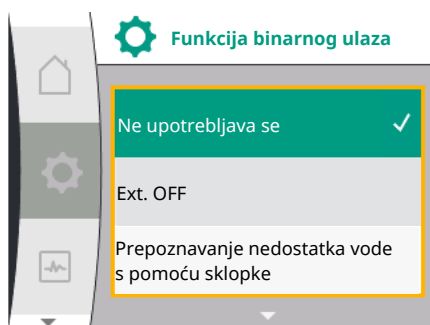 Funkcija binarnog ulaza
Ne upotrebljava se
Ext. OFF
Prepoznavanje nedostatka vode
s pomoću sklopke